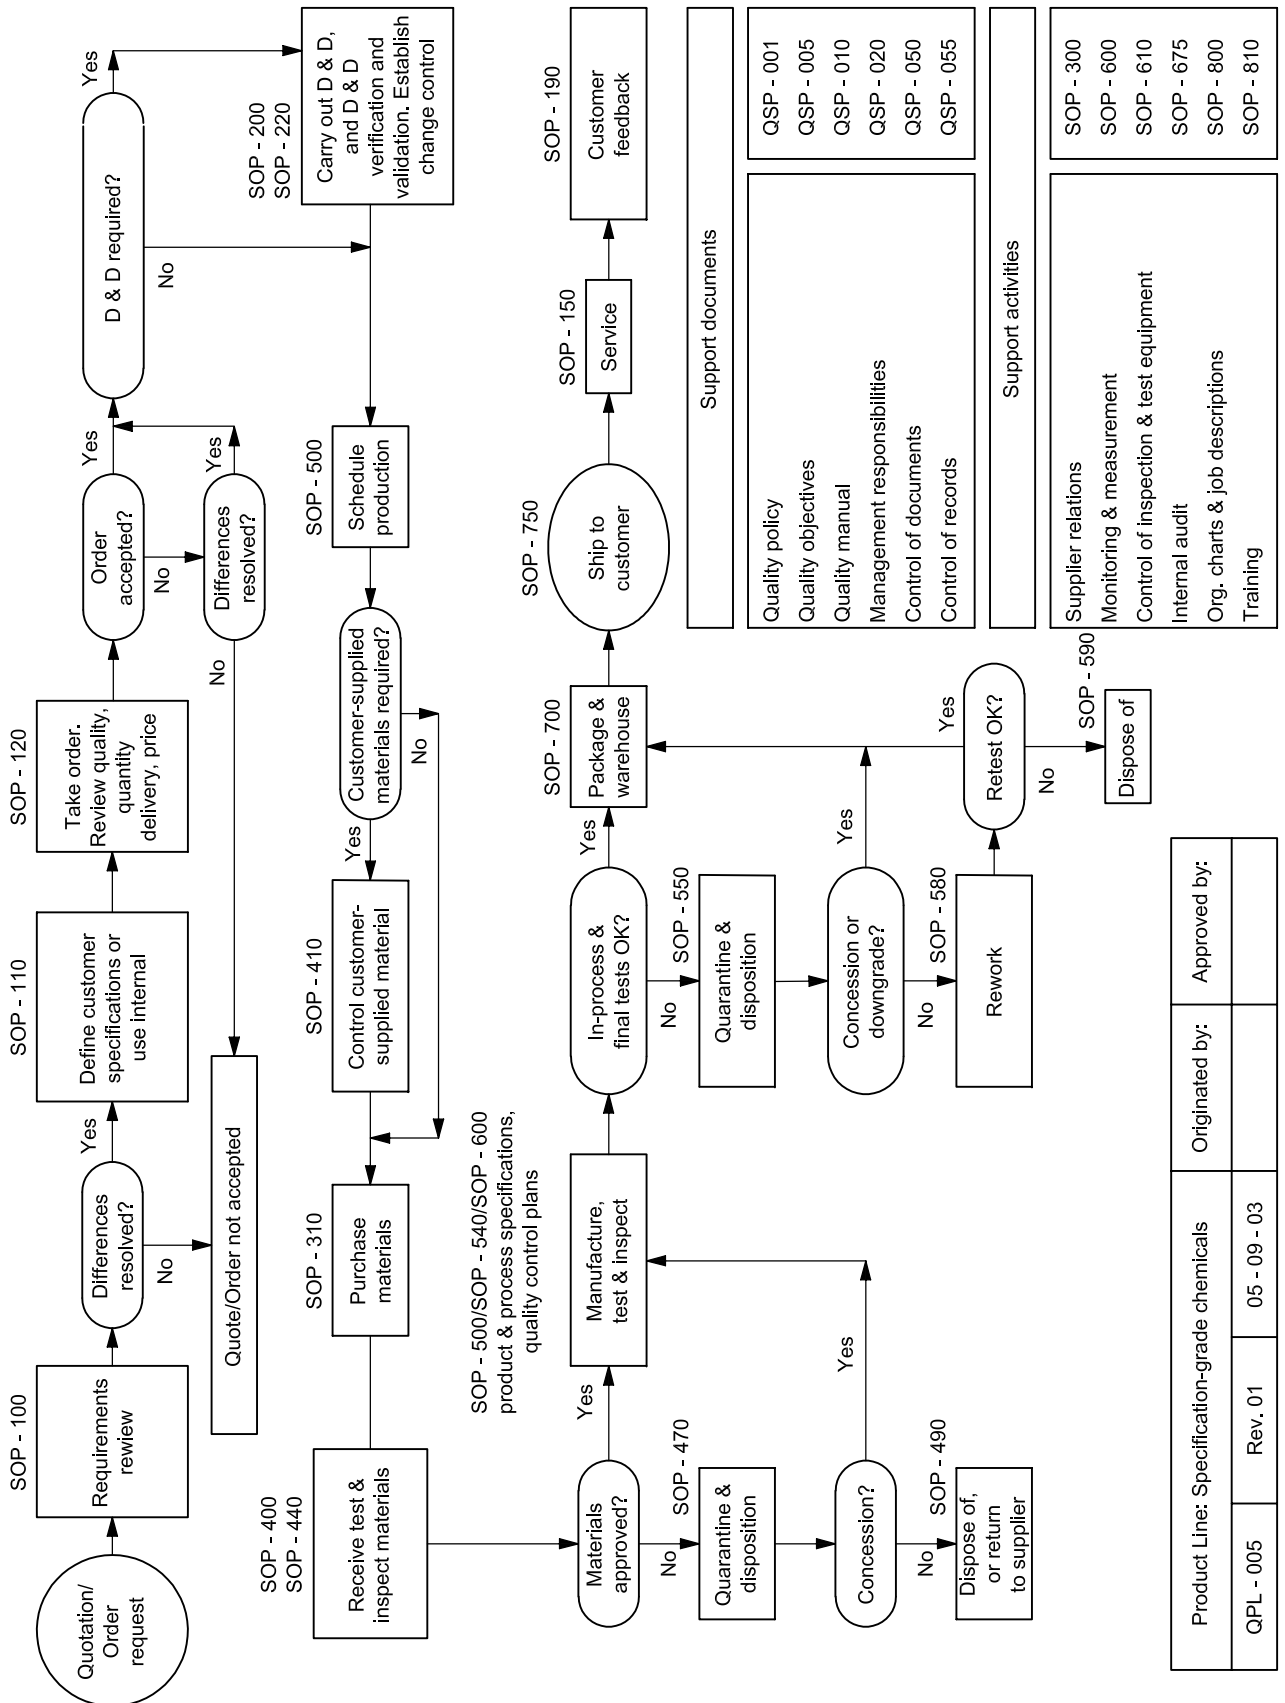 SOP - 100
SOP - 110
SOP - 120
Quotation/
Order
request
Requirements
rewiew
Differences
resolved?
Yes
No
Define customer
specifications or
use internal
Take order.
Review quality,
quantity
delivery, price
Order
accepted?
Yes
No
Differences
resolved?
Yes
No
Quote/Order not accepted
D & D required?
Yes
No
SOP - 200
SOP - 220
Carry out D & D,
and D & D
verification and
validation. Establish
change control
SOP - 500
Schedule
production
Customer-supplied
materials required?
Yes
No
SOP - 410
Control customer-
supplied material
SOP - 310
Purchase
materials
SOP - 400
SOP - 440
Receive test &
inspect materials
Materials
approved?
Yes
No
SOP - 470
Quarantine &
disposition
Concession?
Yes
No
SOP - 490
Dispose of,
or return
to supplier
SOP - 500/SOP - 540/SOP - 600
product & process specifications,
quality control plans
Manufacture,
test & inspect
In-process &
final tests OK?
Yes
No
SOP - 550
Quarantine &
disposition
Concession or
downgrade?
Yes
No
SOP - 580
Rework
Retest OK?
Yes
No
SOP - 590
Dispose of
SOP - 700
Package &
warehouse
SOP - 750
Ship to
customer
SOP - 150
Service
SOP - 190
Customer
feedback
Support documents
Quality policy QSP - 001
Quality objectives QSP - 005
Quality manual QSP - 010
Management responsibilities QSP - 020
Control of documents QSP - 050
Control of records QSP - 055
Support activities
Supplier relations SOP - 300
Monitoring & measurement SOP - 600
Control of inspection & test equipment SOP - 610
Internal audit SOP - 675
Org. charts & job descriptions SOP - 800
Training SOP - 810
Product Line: Specification-grade chemicals Originated by: Approved by:
QPL - 005 Rev. 01 05 - 09 - 03